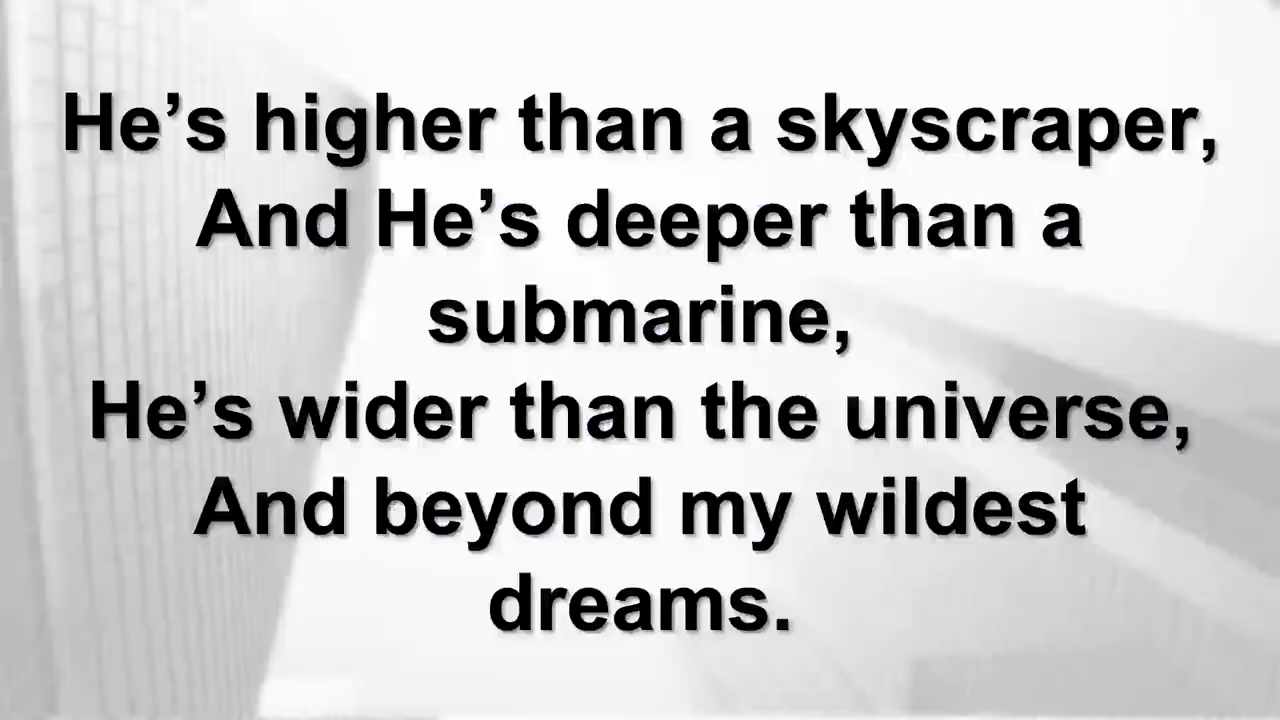 He’s higher than a skyscraper,
And He’s deeper than a
submarine,
He’s wider than the universe,
And beyond my wildest
dreams.